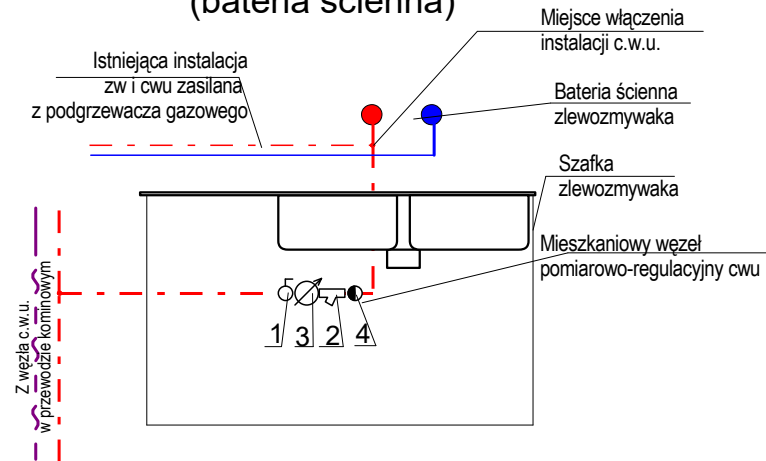 (bateria ścienna)
Miejsce włączenia
instalacji c.w.u.
Istniejąca instalacja
zw i cwu zasilana
z podgrzewacza gazowego
Bateria ścienna
zlewozmywaka
Szafka
zlewozmywaka
Mieszkaniowy węzeł
pomiarowo-regulacyjny cwu
1 3 2 4
Z węzła c.w.u.
w przewodzie kominowym